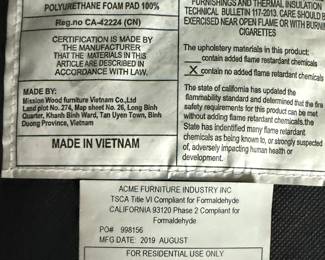 POLYURETHANE FOAM PAD 100%
Reg.no CA-42224 (CN)
CERTIFICATION IS MADE BY
THE MANUFACTURER
THAT THE MATERIALS IN THIS
ARTICLE ARE DESCRIBED IN
ACCORDANCE WITH LAW.
MADE BY:
Mission Wood furniture Vietnam Co.,Ltd
Land plot No. 274, Map sheet No. 26, Long Binh
Quarter, Khanh Binh Ward, Tan Uyen Town, Binh
Duong Province, Vietnam
MADE IN VIETNAM
FURNISHINGS AND THERMAL INSULATION
TECHNICAL BULLETIN 117-2013. CARE SHOULD B
EXERCISED NEAR OPEN FLAME OR WITH BURNIN
CIGARETTES
The upholstery materials in this product:
contain added flame retardant chemicals
X contain no added flame retardant chemicals
The state of california has updated the
flammability standard and determined that the fire
safety requirements for this product can be met
without adding flame retardant chemicals.the
State has identified many flame retardant
chemicals as being known to, or strongly suspected
of, adversely impacting human health or
development.
ACME FURNITURE INDUSTRY INC
TSCA Title VI Compliant for Formaldehyde
CALIFORNIA 93120 Phase 2 Compliant for
Formaldehyde
PO# 998156
MFG DATE: 2019 AUGUST
FOR RESIDENTIAL USE ONLY